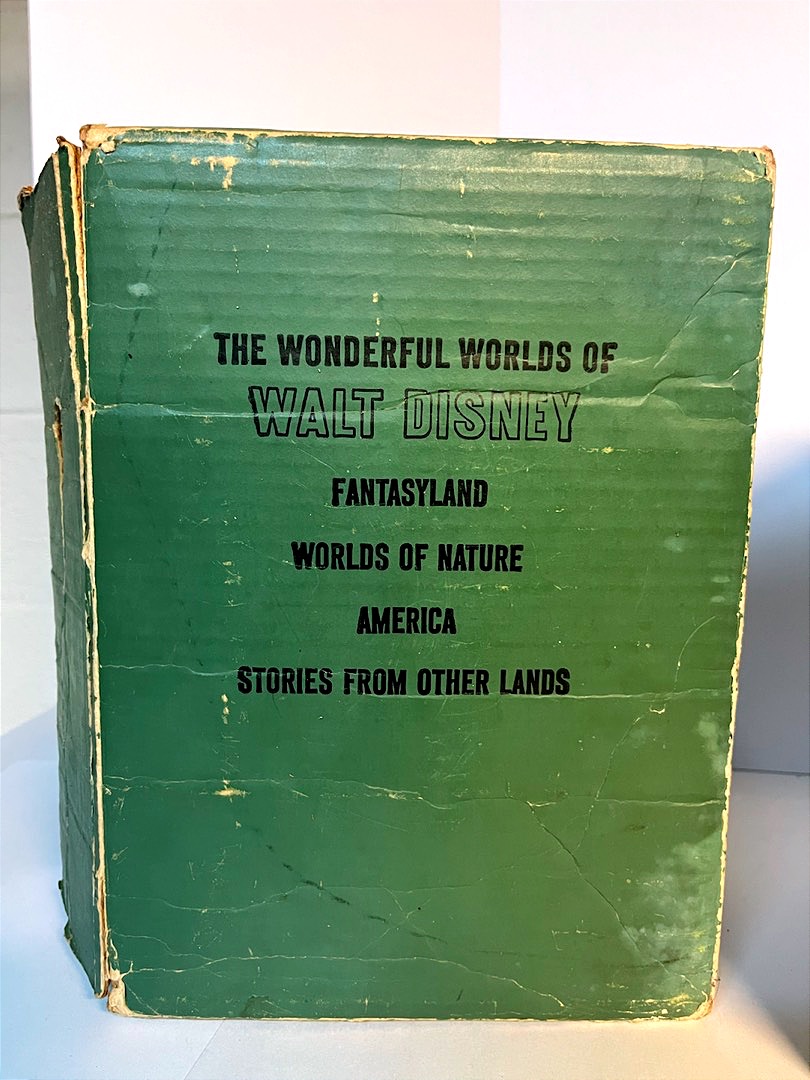 THE WONDERFUL WORLDS OF
WALT DISNEY
FANTASYLAND
WORLDS OF NATURE
AMERICA
STORIES FROM OTHER LANDS